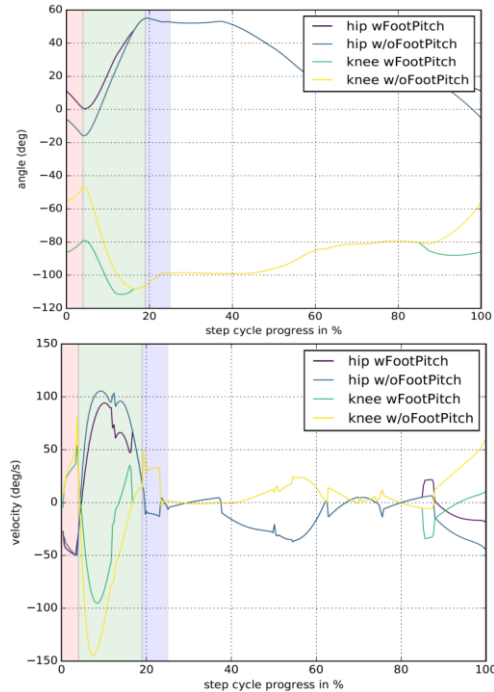 60
40
20
0
−20
−40
−60
−80
−100
−120
angle (deg)
hip wFootPitch
hip w/oFootPitch
knee wFootPitch
knee w/oFootPitch
0
20
40
60
80
100
step cycle progress in %
150
100
50
0
−50
−100
−150
velocity (deg/s)
hip wFootPitch
hip w/oFootPitch
knee wFootPitch
knee w/oFootPitch
0
20
40
60
80
100
step cycle progress in %